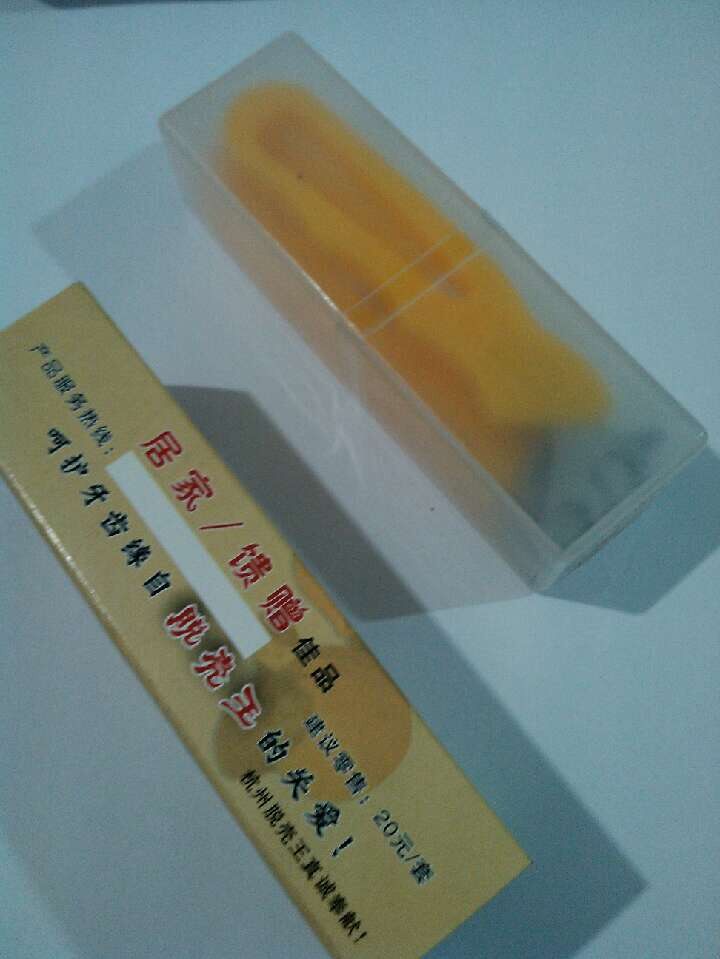 居家/馈赠佳品
产品服务热线：
建议零售：20元/套
呵护牙齿缘自脱壳王的关爱！
杭州脱壳王真诚奉献！